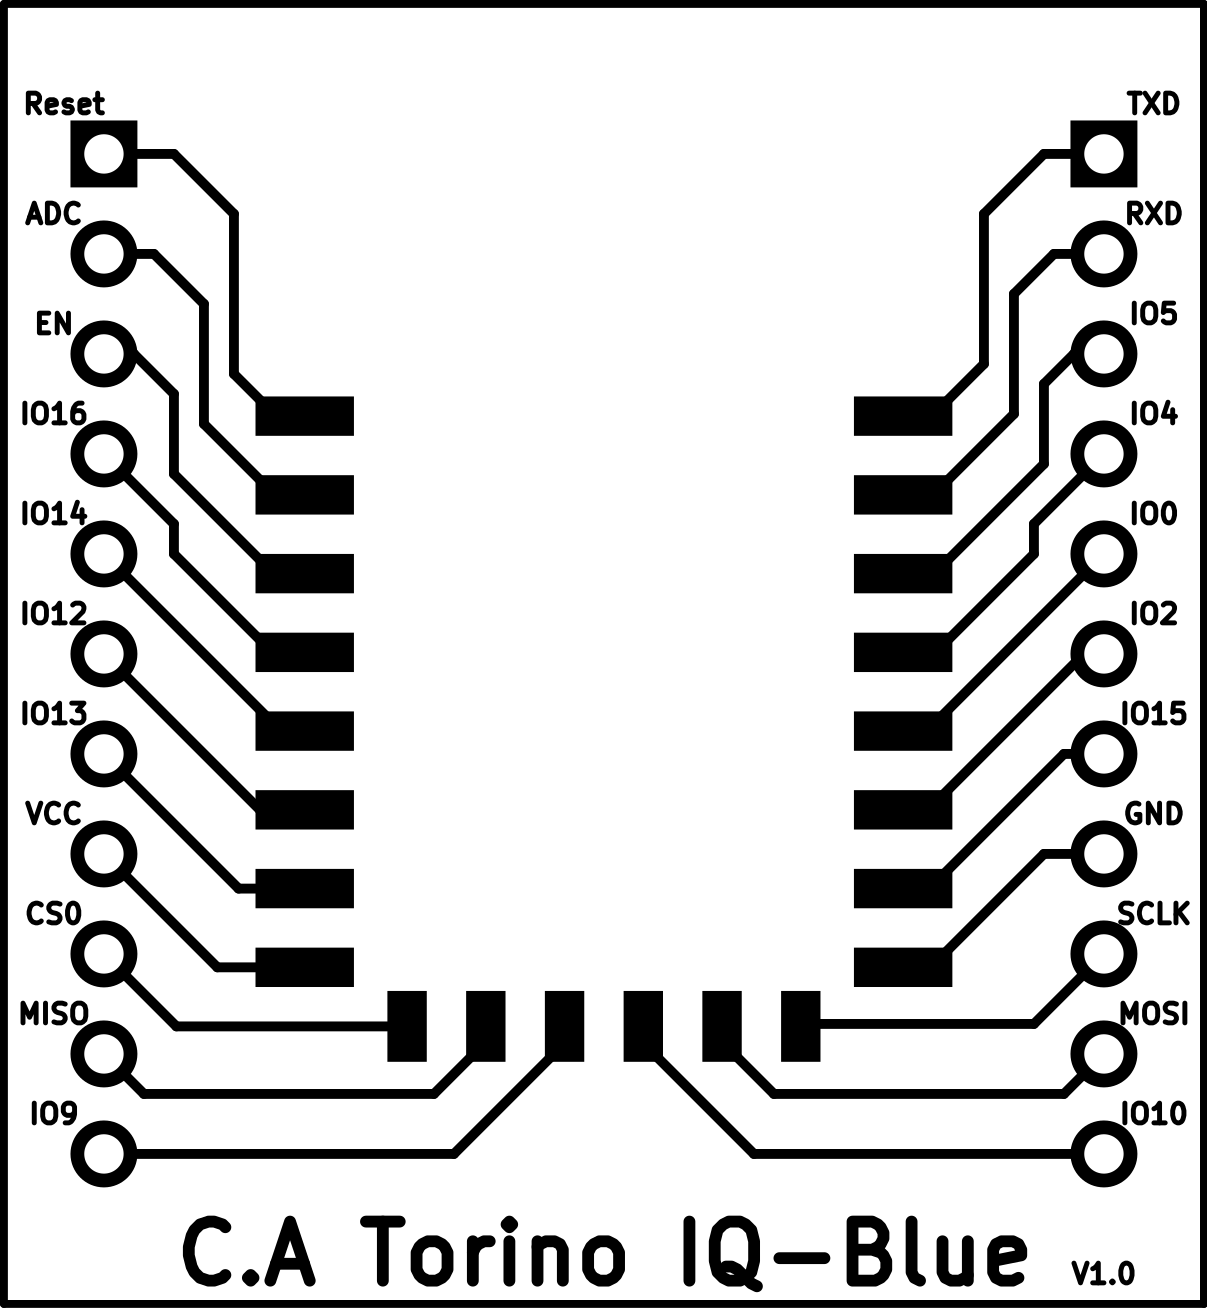 Reset TXD
ADC RXD
EN IO5
IO16 IO4
IO14 IO0
IO12 IO2
IO13 IO15
VCC GND
CS0 SCLK
MISO MOSI
IO9 IO10
C.A Torino IQ-Blue V1.0